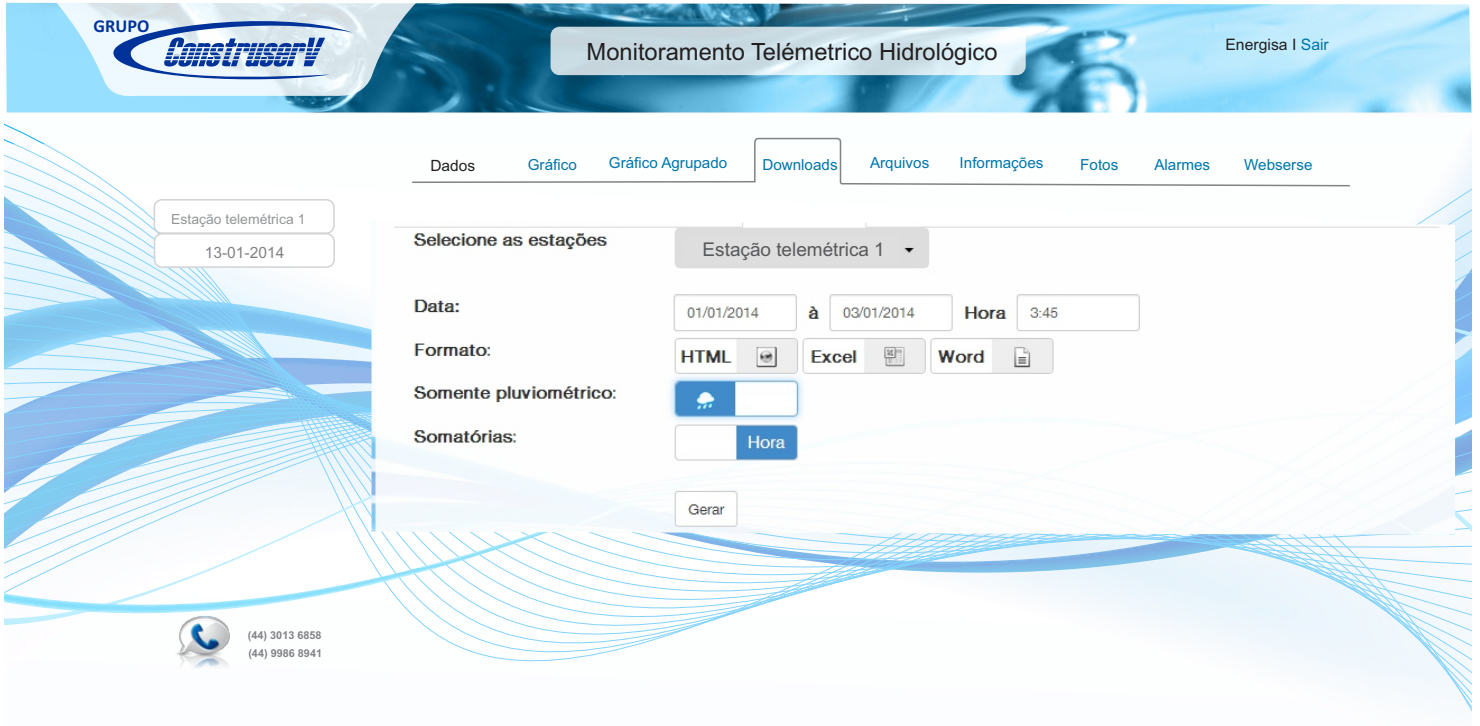 GRUPO
ConstruserV
Monitoramento Telémetrico Hidrológico
Energisa I Sair
Dados Gráfico Gráfico Agrupado Downloads Arquivos Informações Fotos Alarmes Webserse
Estação telemétrica 1
13-01-2014
Selecione as estações Estação telemétrica 1
Data: 01/01/2014 à 03/01/2014 Hora 3:45
Formato: HTML Excel Word
Somente pluviométrico:
Somatórias: Hora
Gerar
(44) 3013 6858
(44) 9986 8941